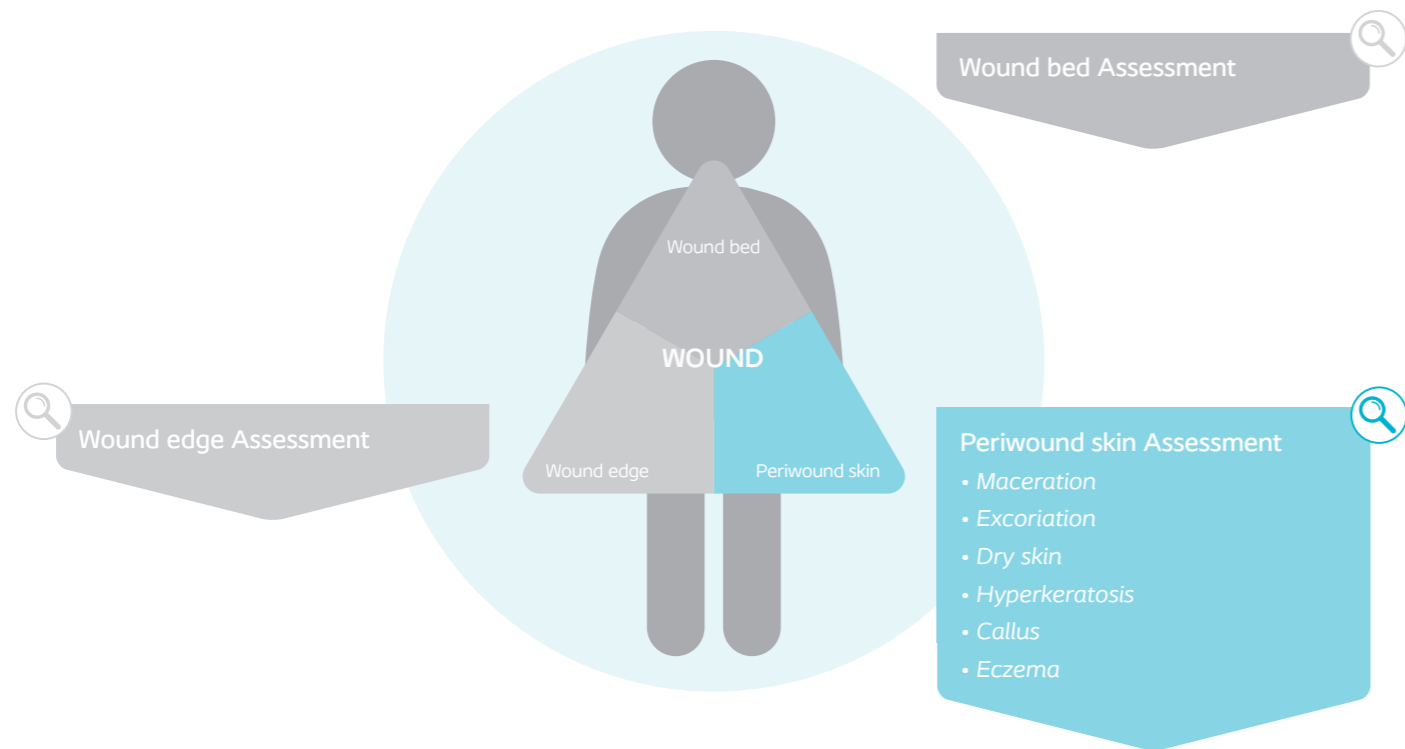 Wound bed Assessment
Wound bed
WOUND
Wound edge Assessment
Wound edge
Periwound skin
Periwound skin Assessment
• Maceration
• Excoriation
• Dry skin
• Hyperkeratosis
• Callus
• Eczema